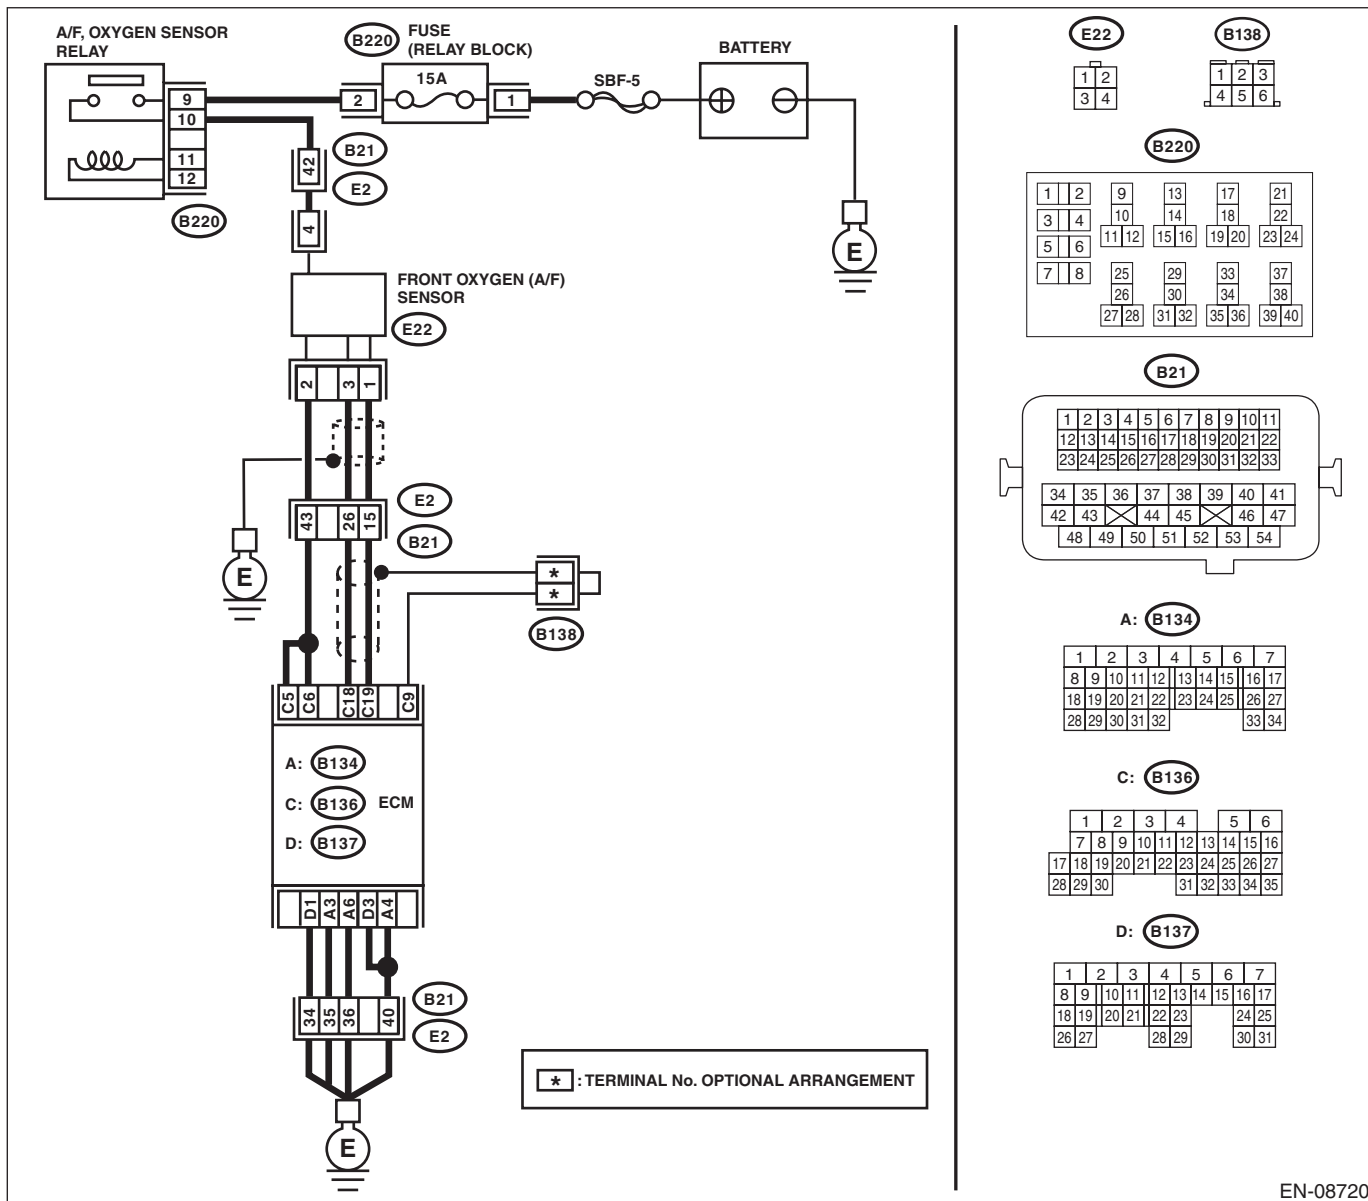 A/F, OXYGEN SENSOR
RELAY
9
10
11
12
B220
B220
FUSE
(RELAY BLOCK)
15A
2
1
SBF-5
BATTERY
E
42
B21
E2
4
FRONT OXYGEN (A/F)
SENSOR
E22
2
3
1
E
43
26
15
E2
B21
*
*
B138
C5
C6
C18
C19
C9
A: B134
C: B136 ECM
D: B137
D1
A3
A6
D3
A4
34
35
36
40
B21
E2
E
* : TERMINAL No. OPTIONAL ARRANGEMENT
E22
1 2
3 4
B138
1 2 3
4 5 6
B220
1 2 9 13 17 21
3 4 10 14 18 22
11 12 15 16 19 20 23 24
5 6
7 8 25 29 33 37
26 30 34 38
27 28 31 32 35 36 39 40
B21
1 2 3 4 5 6 7 8 9 10 11
12 13 14 15 16 17 18 19 20 21 22
23 24 25 26 27 28 29 30 31 32 33
34 35 36 37 38 39 40 41
42 43 44 45 46 47
48 49 50 51 52 53 54
A: B134
1 2 3 4 5 6 7
8 9 10 11 12 13 14 15 16 17
18 19 20 21 22 23 24 25 26 27
28 29 30 31 32 33 34
C: B136
1 2 3 4 5 6
7 8 9 10 11 12 13 14 15 16
17 18 19 20 21 22 23 24 25 26 27
28 29 30 31 32 33 34 35
D: B137
1 2 3 4 5 6 7
8 9 10 11 12 13 14 15 16 17
18 19 20 21 22 23 24 25
26 27 28 29 30 31
EN-08720